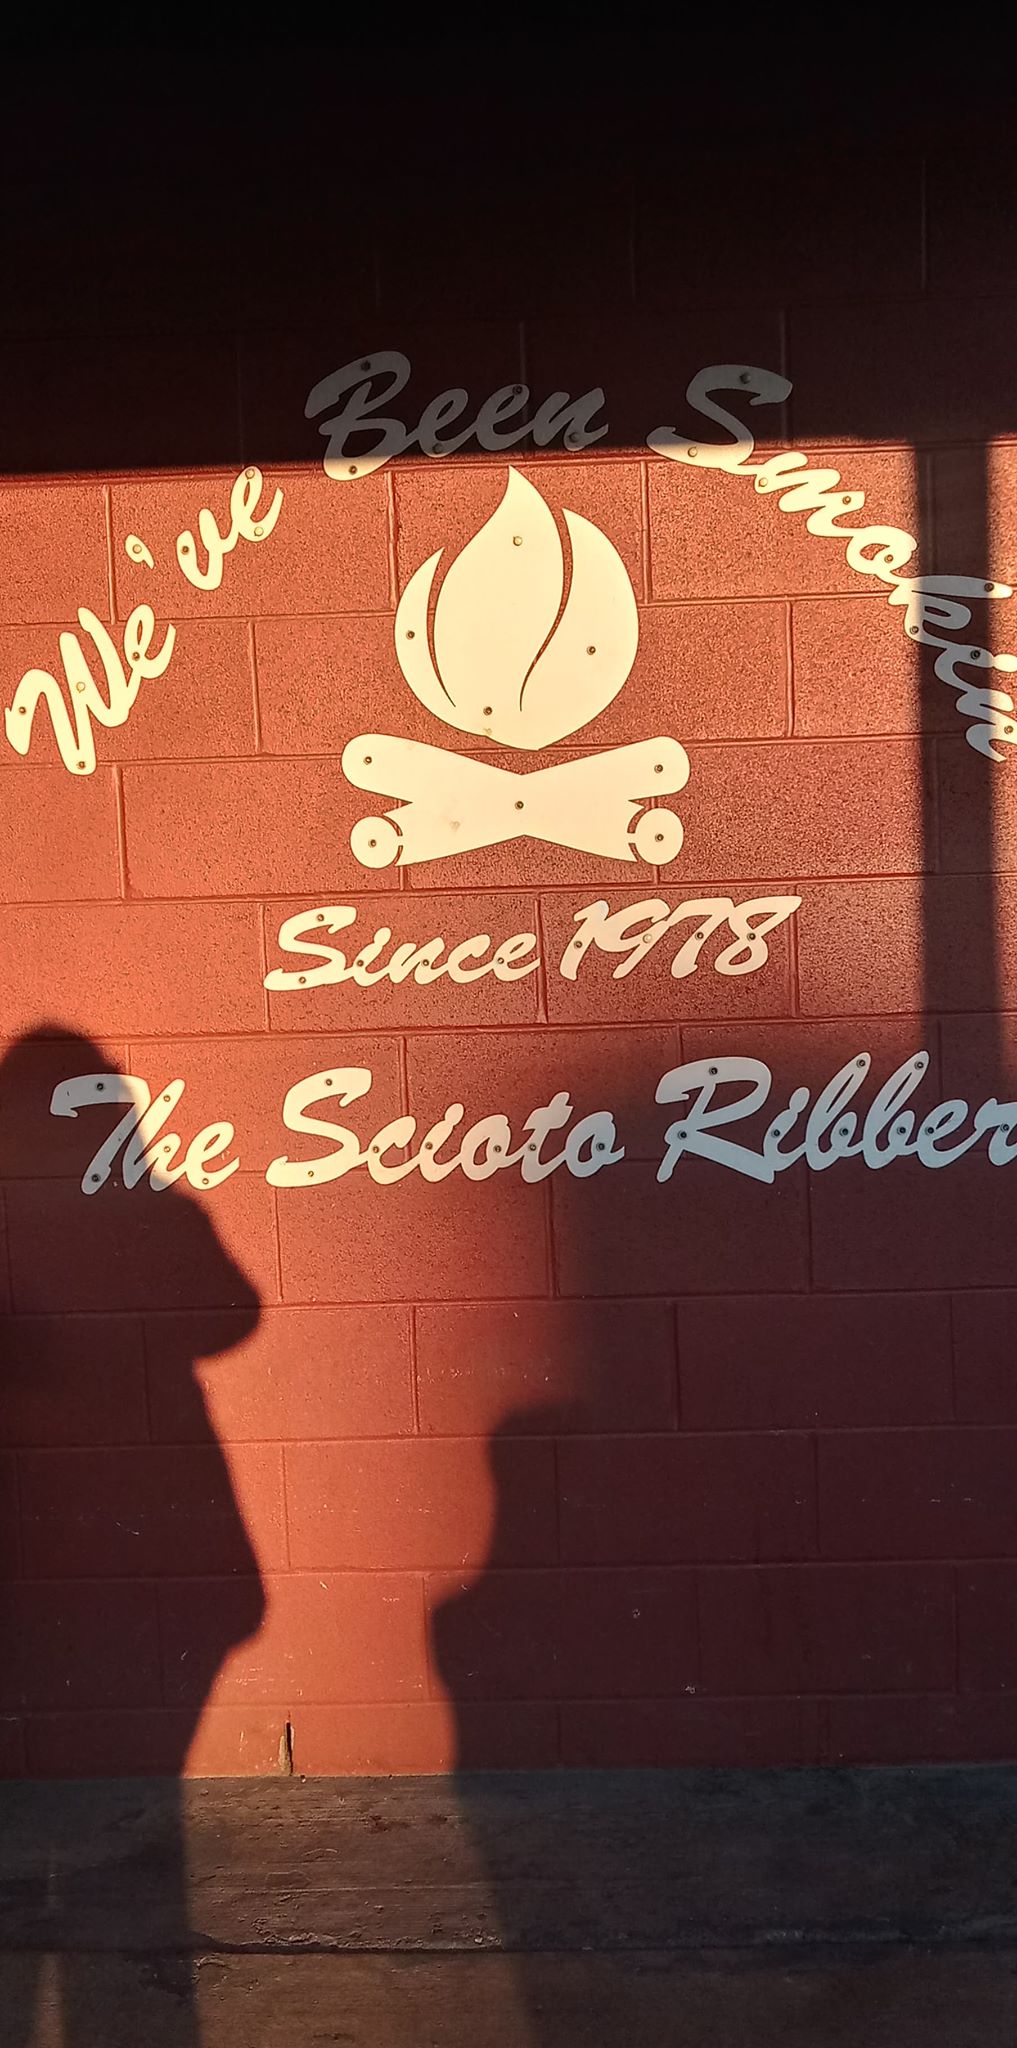 We've Been Smokin
Since 1978
The Scioto Ribber